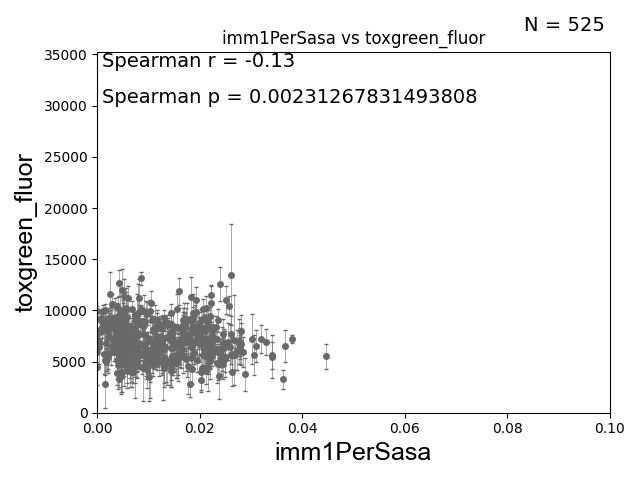 N = 525
imm1PerSasa vs toxgreen_fluor
Spearman r = -0.13
Spearman p = 0.00231267831493808
toxgreen_fluor
35000
30000
25000
20000
15000
10000
5000
0
0.00 0.02 0.04 0.06 0.08 0.10
imm1PerSasa